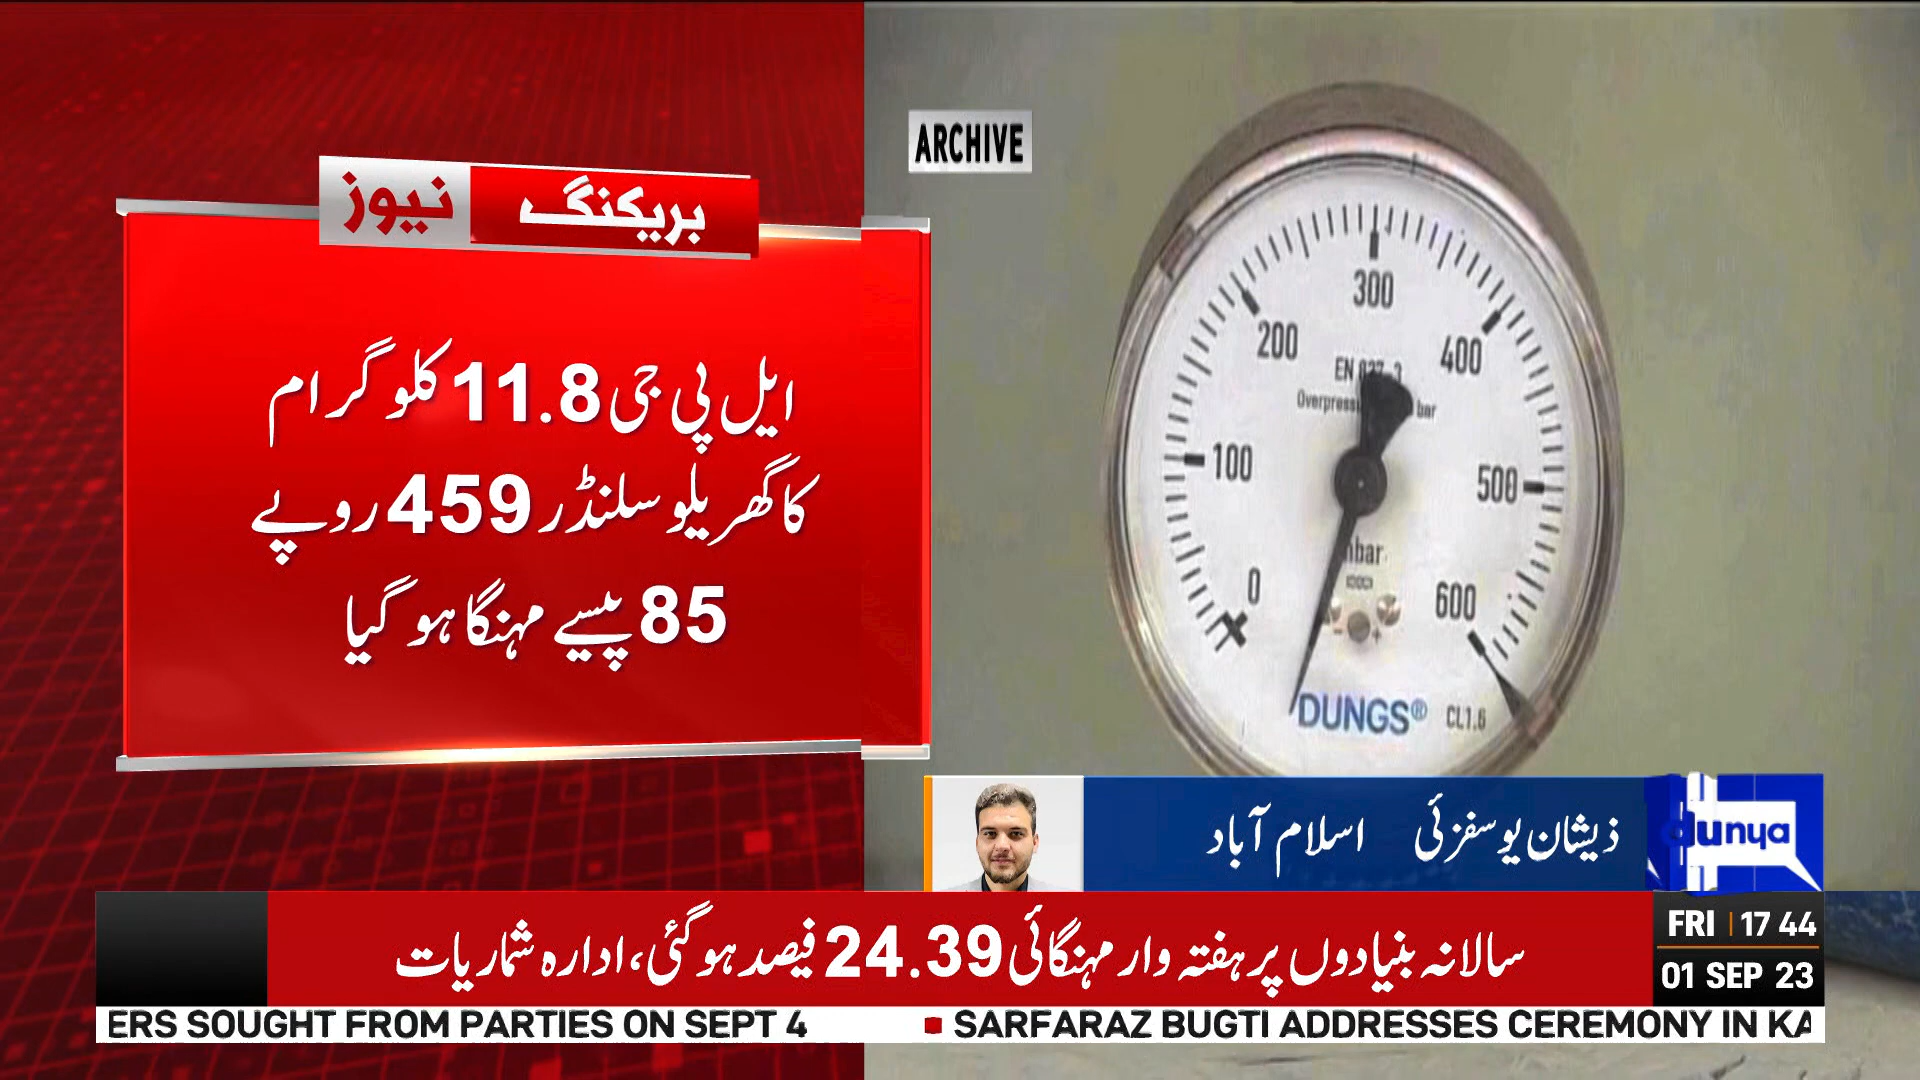 بریکنگ نیوز
ایل پی جی 11.8 کلو گرام
کا گھریلو سلنڈر 459 روپے
85 پیسے مہنگا ہو گیا
ARCHIVE
300
200
400
EN
bar
100
500
mbar
0
600
DUNGS®
CL1.6
ذیشان یوسفزئی اسلام آباد
dunya
سالانہ بنیادوں پر ہفتہ وار مہنگائی 24.39 فیصد ہو گئی، ادارہ شماریات
FRI 17 44
01 SEP 23
ERS SOUGHT FROM PARTIES ON SEPT 4
SARFARAZ BUGTI ADDRESSES CEREMONY IN KA